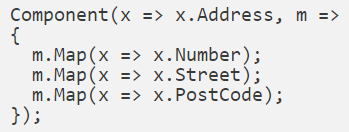 Component(x => x.Address, m =>
{
  m.Map(x => x.Number);
  m.Map(x => x.Street);
  m.Map(x => x.PostCode);
});